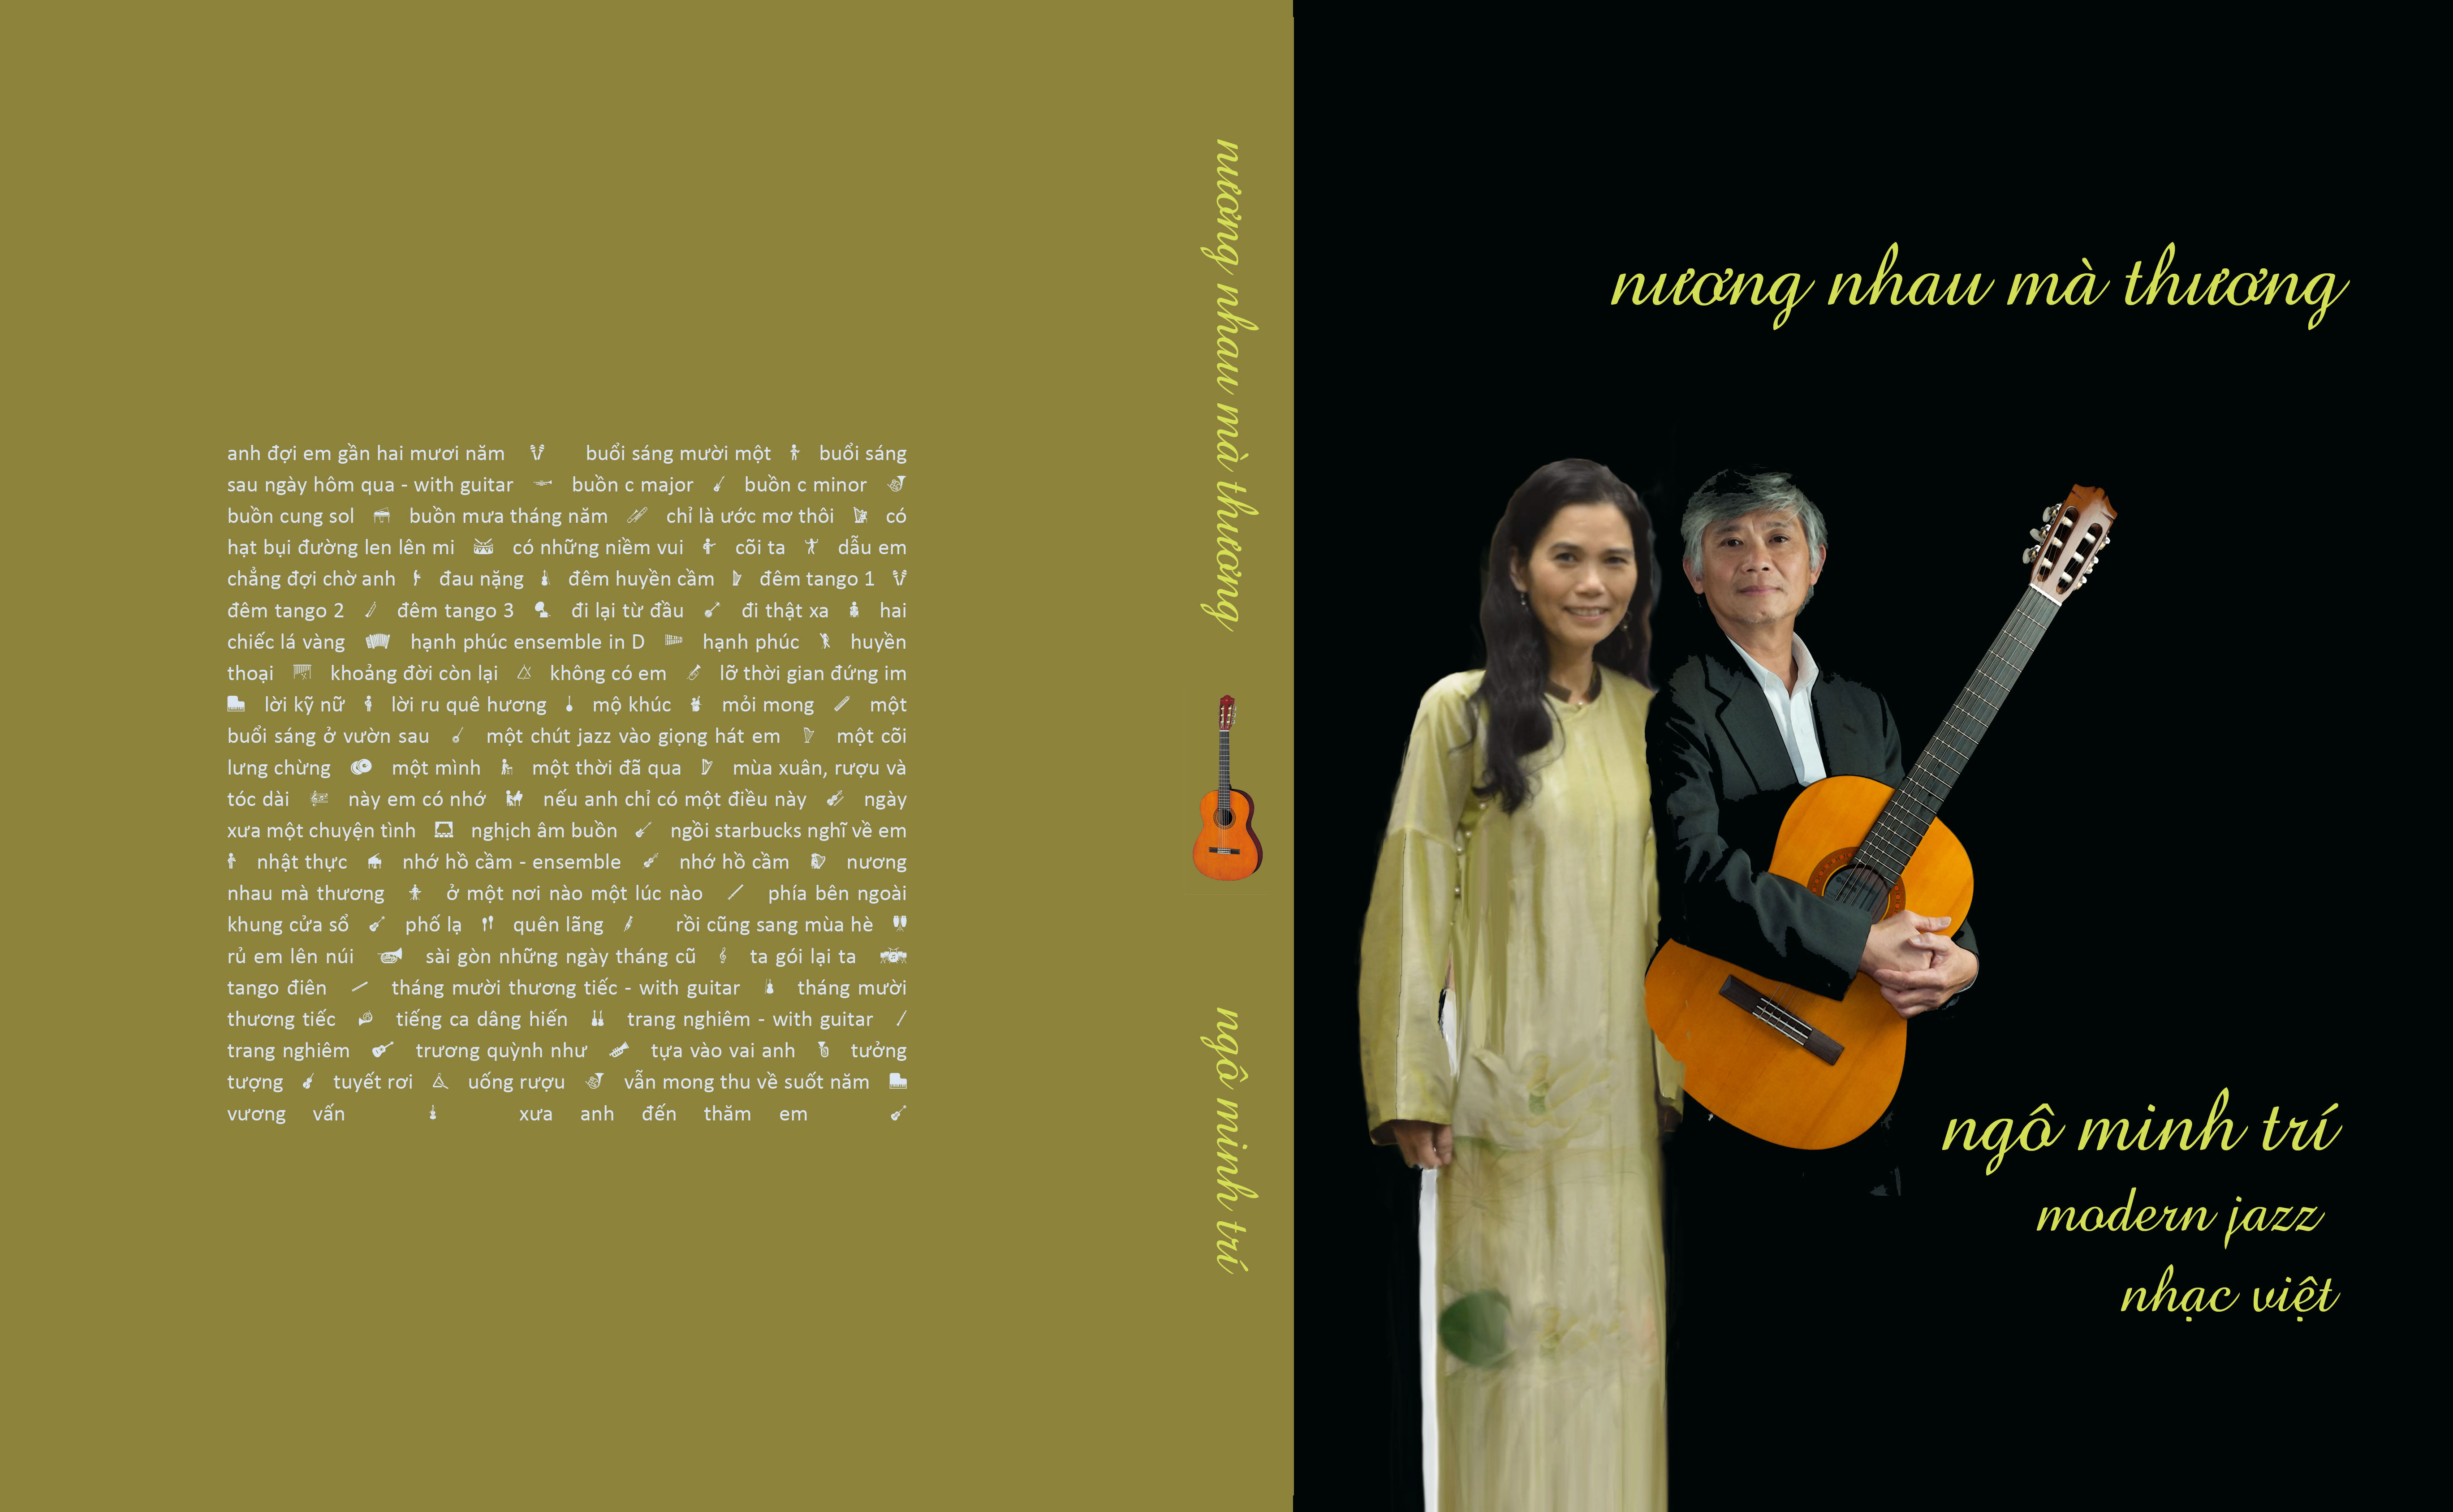 anh đợi em gần hai mươi năm buổi sáng mười một buổi sáng
sau ngày hôm qua - with guitar buồn c major buồn c minor
buồn cung sol buồn mưa tháng năm chỉ là ước mơ thôi có
hạt bụi đường len lên mi có những niềm vui cõi ta dẫu em
chẳng đợi chờ anh đau nặng đêm huyền cầm đêm tango 1
đêm tango 2 đêm tango 3 đi lại từ đầu đi thật xa hai
chiếc lá vàng hạnh phúc ensemble in D hạnh phúc huyền
thoại khoảng đời còn lại không có em lỡ thời gian đứng im
lời kỹ nữ lời ru quê hương mộ khúc mỏi mong một
buổi sáng ở vườn sau một chút jazz vào giọng hát em một cõi
lưng chừng một mình một thời đã qua mùa xuân, rượu và
tóc dài này em có nhớ nếu anh chỉ có một điều này ngày
xưa một chuyện tình nghịch âm buồn ngồi starbucks nghĩ về em
nhật thực nhớ hồ cầm - ensemble nhớ hồ cầm nương
nhau mà thương ở một nơi nào một lúc nào phía bên ngoài
khung cửa sổ phố lạ quên lãng rồi cũng sang mùa hè
rủ em lên núi sài gòn những ngày tháng cũ ta gói lại ta
tango điên tháng mười thương tiếc - with guitar tháng mười
thương tiếc tiếng ca dâng hiến trang nghiêm - with guitar
trang nghiêm trương quỳnh như tựa vào vai anh tưởng
tượng tuyết rơi uống rượu vẫn mong thu về suốt năm
vương vấn xưa anh đến thăm em
nương nhau mà thương
ngô minh trí
nương nhau mà thương
ngô minh trí
modern jazz
nhạc việt